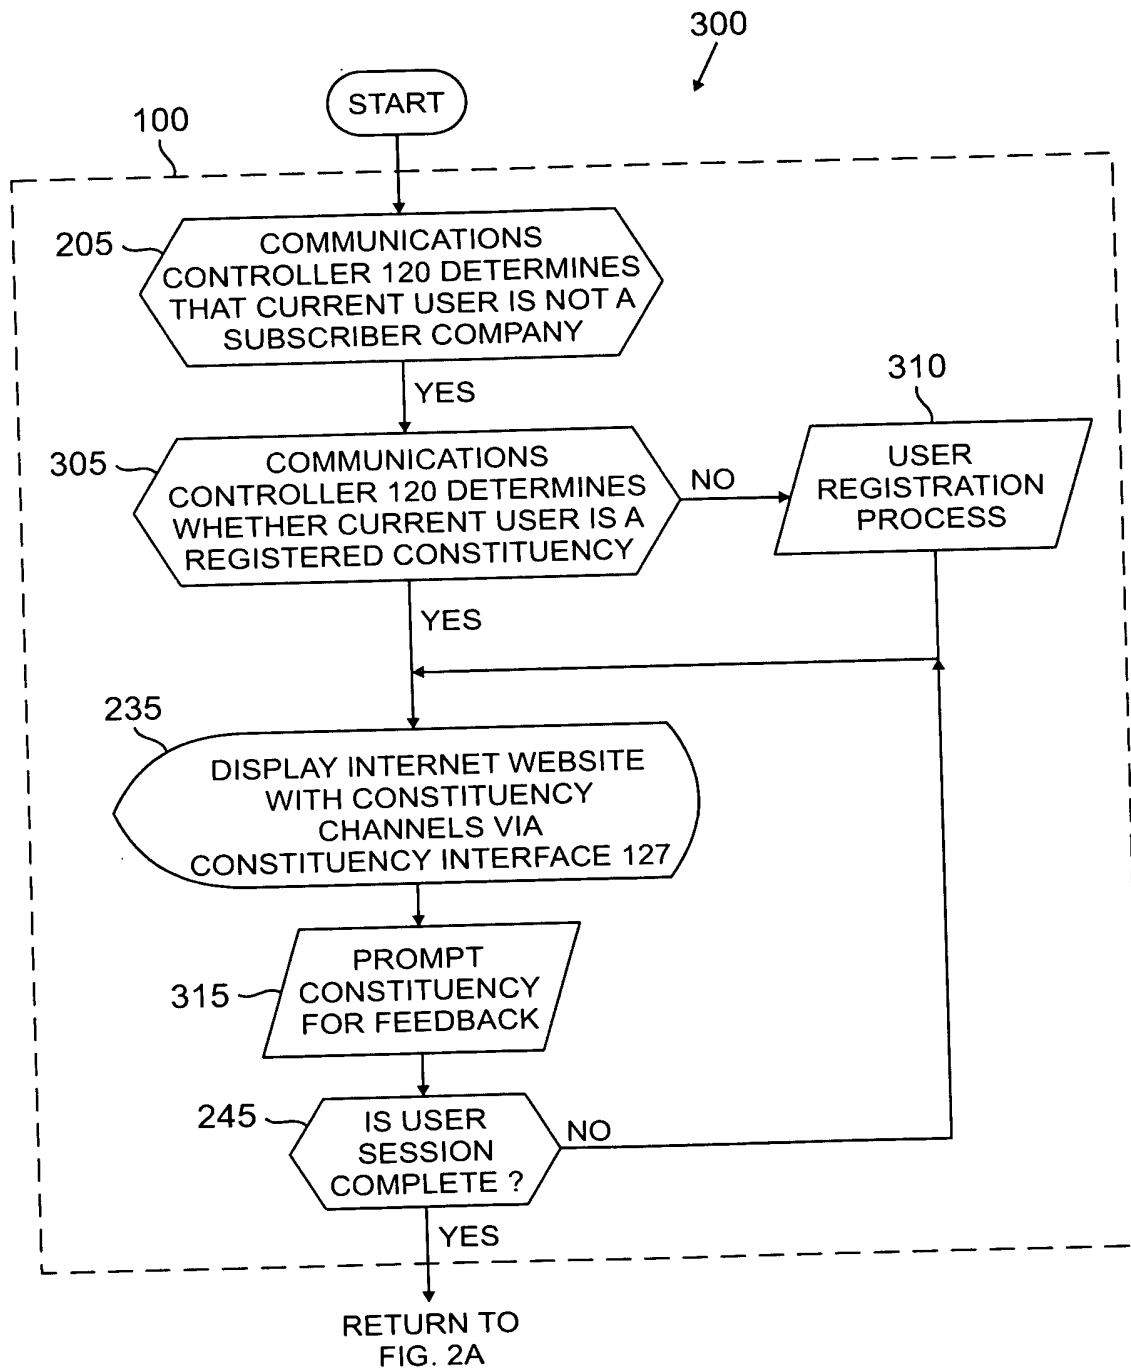 300
START
100
205
COMMUNICATIONS
CONTROLLER 120 DETERMINES
THAT CURRENT USER IS NOT A
SUBSCRIBER COMPANY
YES
310
305
COMMUNICATIONS
CONTROLLER 120 DETERMINES
WHETHER CURRENT USER IS A
REGISTERED CONSTITUENCY
NO
USER
REGISTRATION
PROCESS
YES
235
DISPLAY INTERNET WEBSITE
WITH CONSTITUENCY
CHANNELS VIA
CONSTITUENCY INTERFACE 127
315
PROMPT
CONSTITUENCY
FOR FEEDBACK
245
IS USER
SESSION
COMPLETE ?
NO
YES
RETURN TO
FIG. 2A